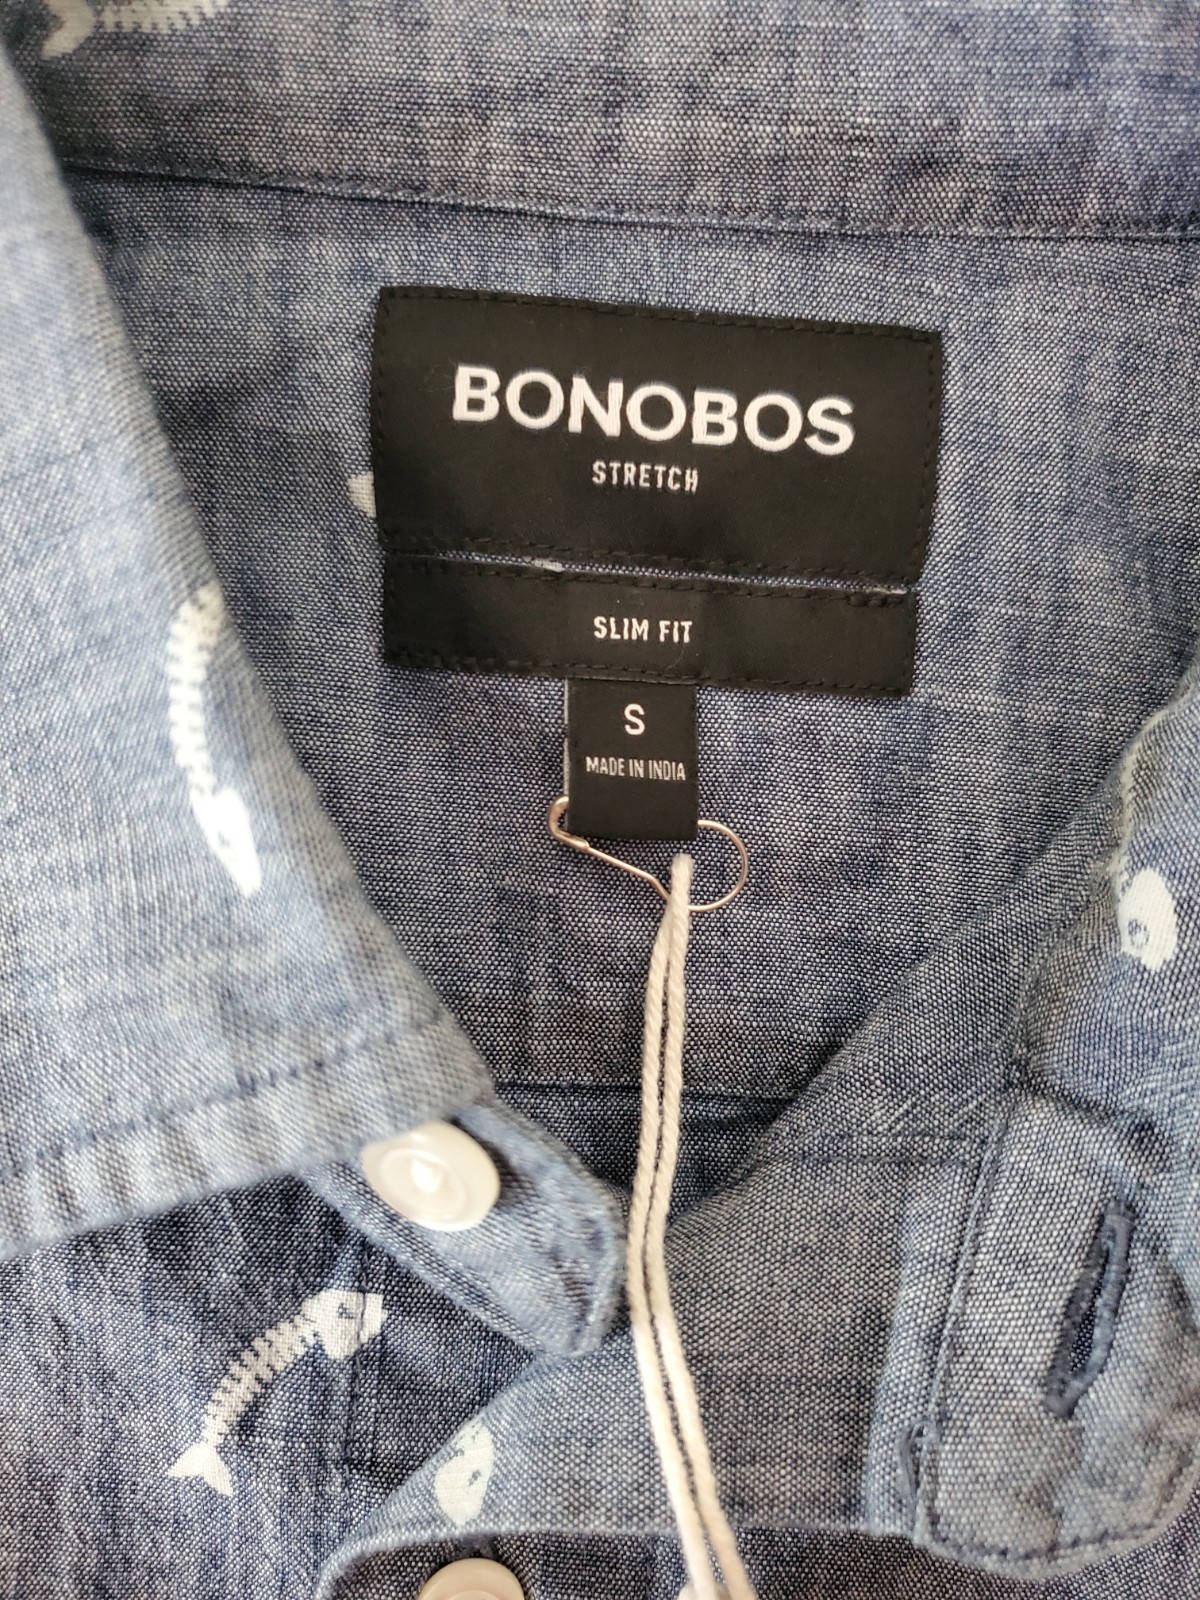 BONOBOS
STRETCH
SLIM FIT
S
MADE IN INDIA